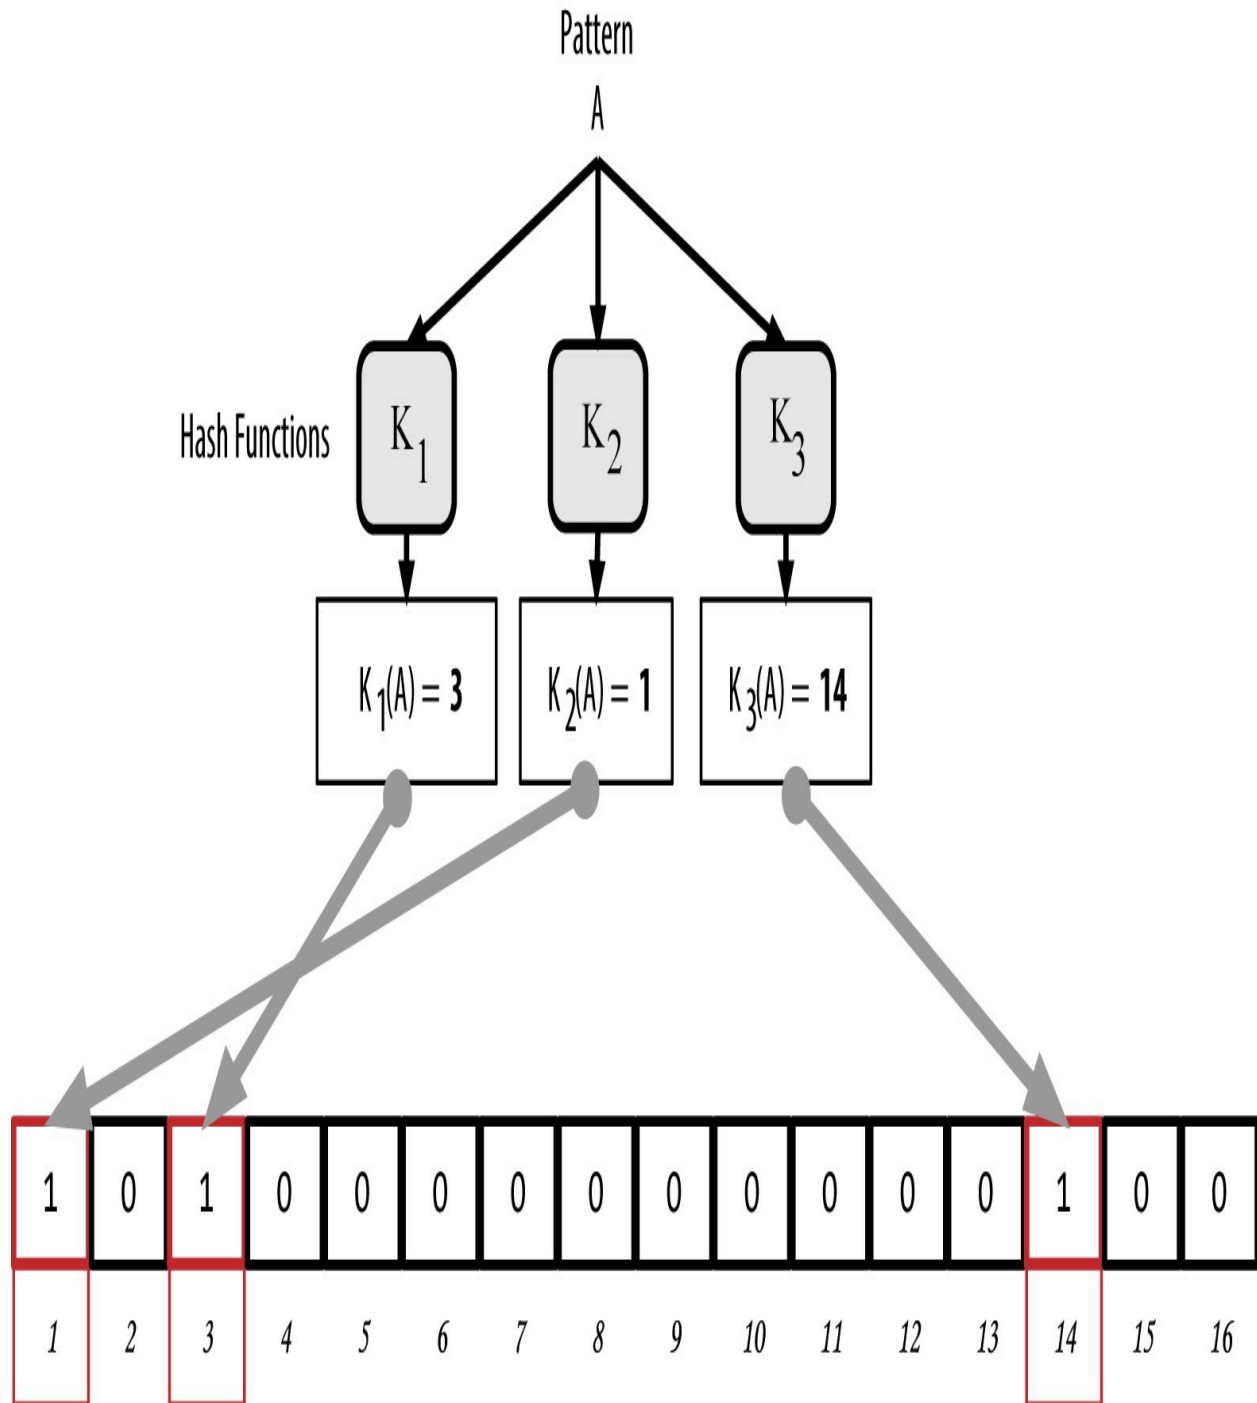 Pattern
A
Hash Functions
K1
K2
K3
K1(A) = 3
K2(A) = 1
K3(A) = 14
1 0 1 0 0 0 0 0 0 0 0 0 0 1 0 0
1 2 3 4 5 6 7 8 9 10 11 12 13 14 15 16